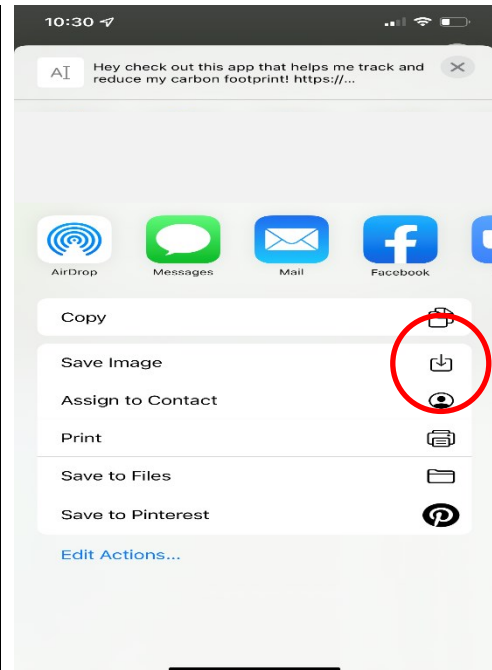 10:30
AI Hey check out this app that helps me track and
reduce my carbon footprint! https://...
AirDrop Messages Mail Facebook
Copy
Save Image
Assign to Contact
Print
Save to Files
Save to Pinterest
Edit Actions...